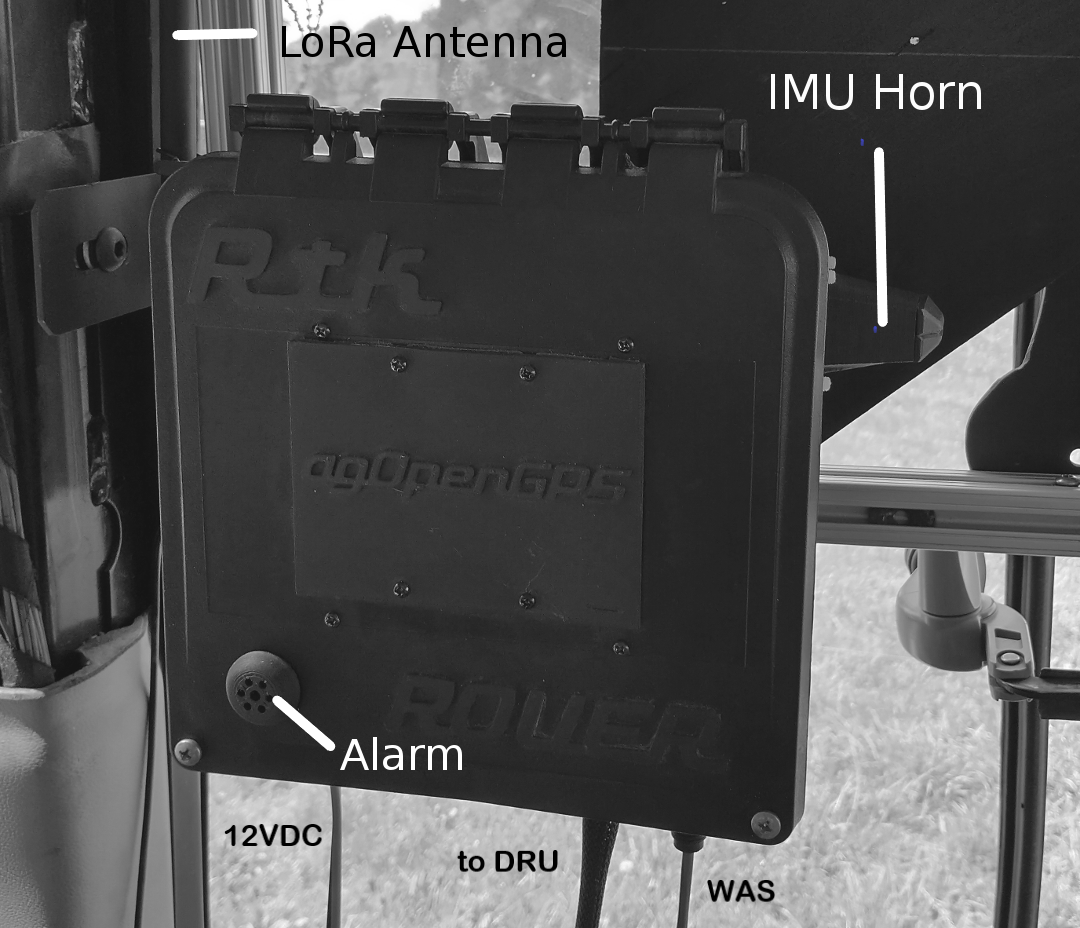 LoRa Antenna
IMU Horn
Rtk
agOpenGPS
ROVER
Alarm
12VDC
to DRU
WAS